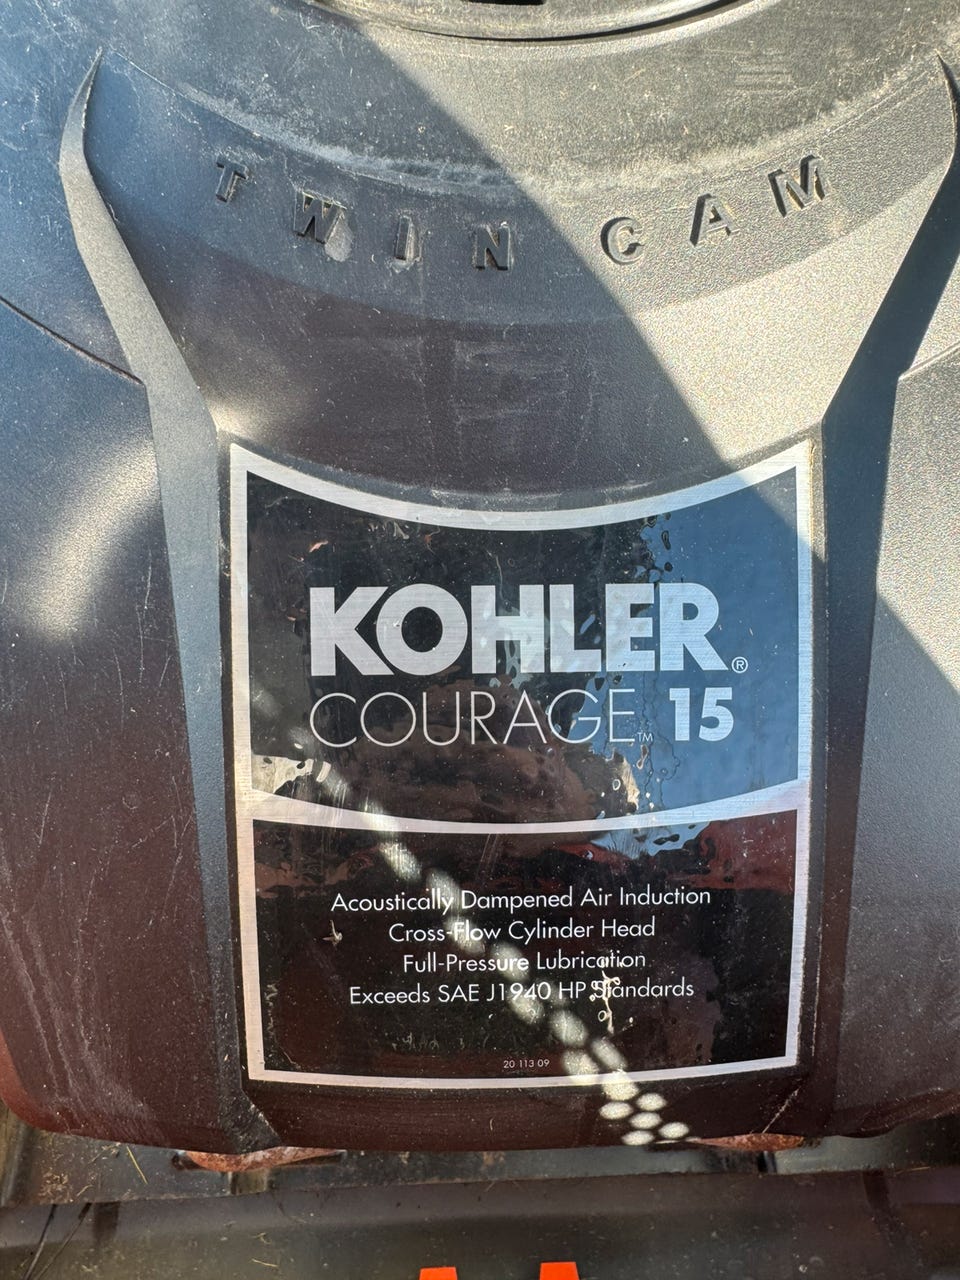 TWIN CAM
KOHLER®
COURAGE™ 15
Acoustically Dampened Air Induction
Cross-Flow Cylinder Head
Full-Pressure Lubrication
Exceeds SAE J1940 HP Standards
20 113 09